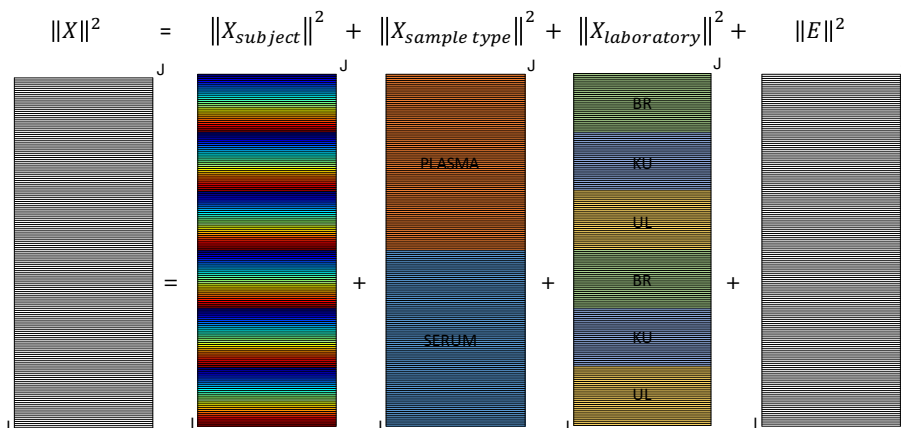 ‖X‖² = ‖X_subject‖² + ‖X_sample type‖² + ‖X_laboratory‖² + ‖E‖²
J J J J
BR
PLASMA KU
UL
= + + +
BR
SERUM KU
UL